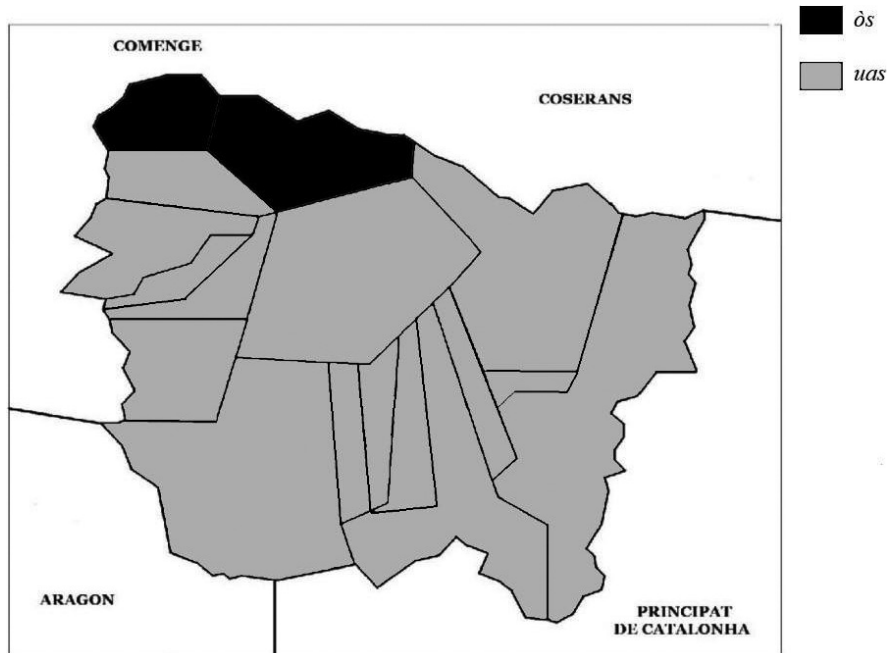 òs
COMENGE
uas
COSERANS
ARAGON
PRINCIPAT
DE CATALONHA